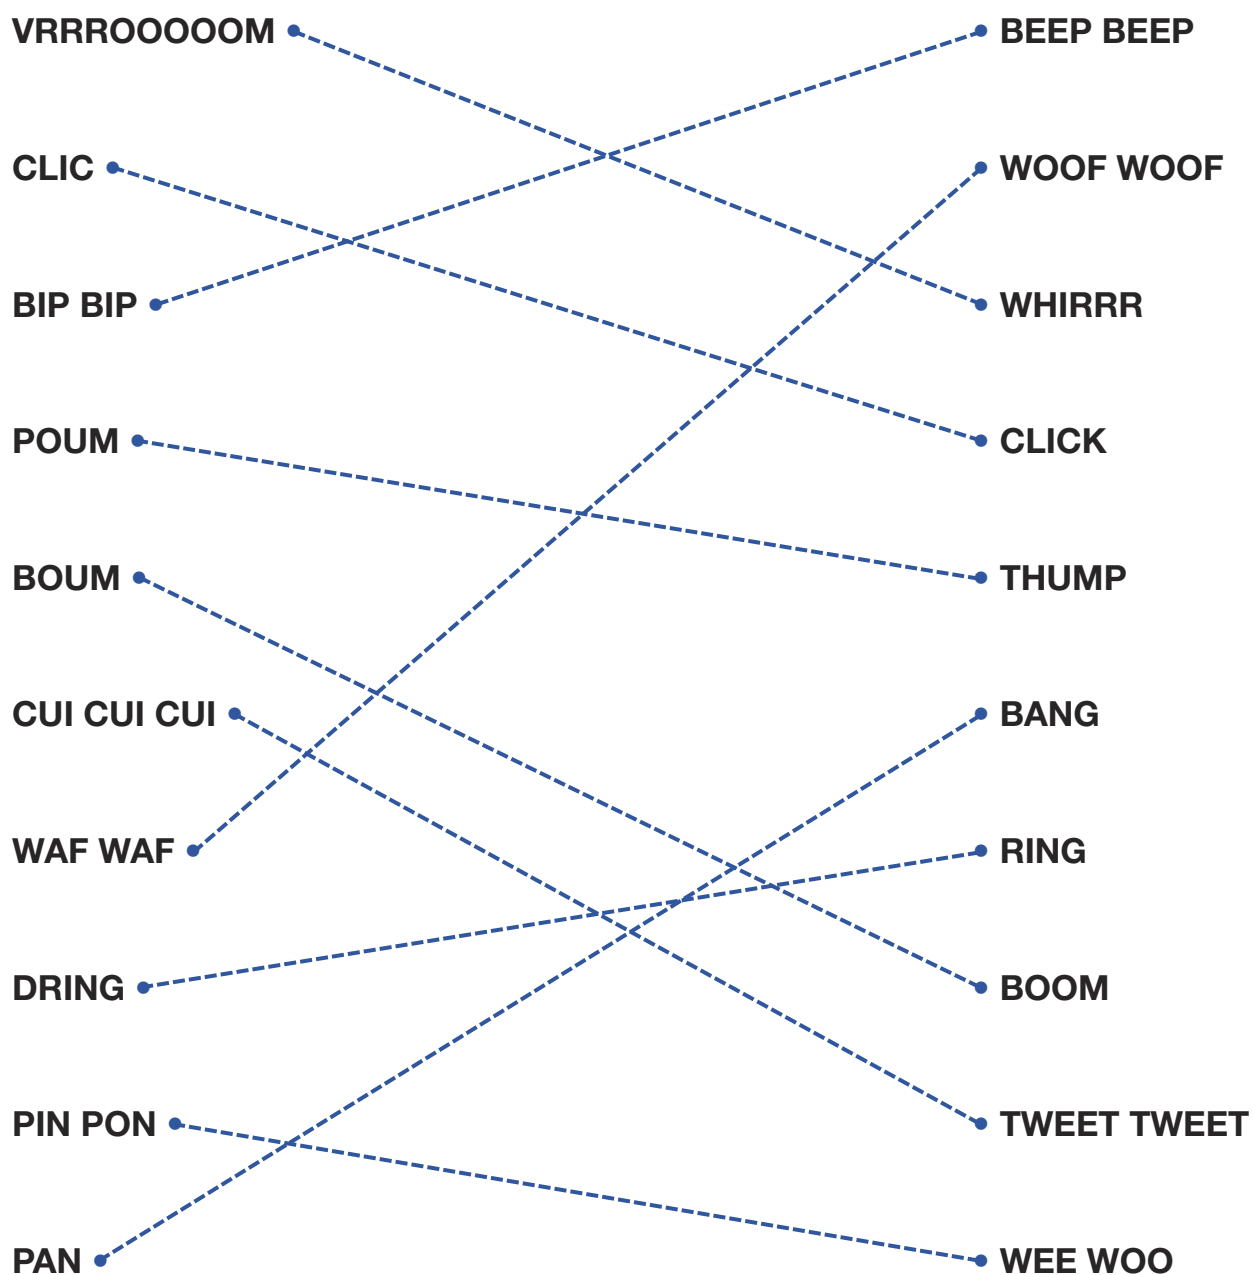 VRRROOOOOM BEEP BEEP
CLIC WOOF WOOF
BIP BIP WHIRRR
POUM CLICK
BOUM THUMP
CUI CUI CUI BANG
WAF WAF RING
DRING BOOM
PIN PON TWEET TWEET
PAN WEE WOO